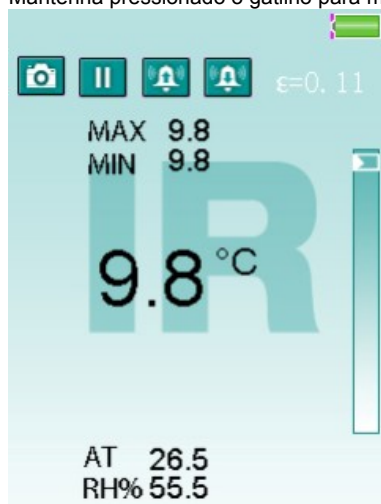 Mantenha pressionado o gatilho para m
ε=0.11
MAX 9.8
MIN 9.8
IR
9.8 °C
AT 26.5
RH% 55.5